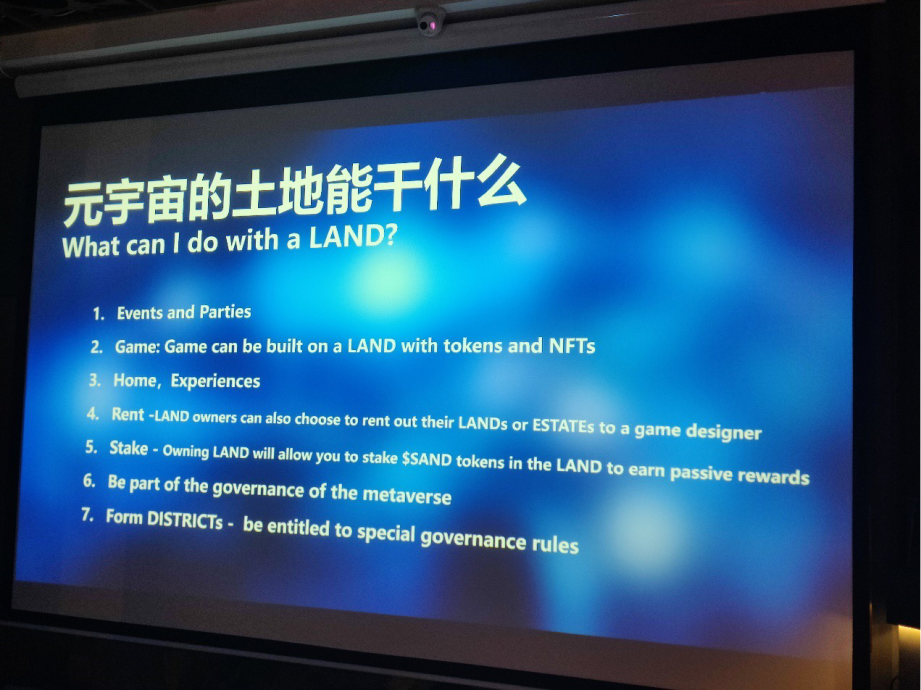 元宇宙的土地能干什么
What can I do with a LAND?
1. Events and Parties
2. Game: Game can be built on a LAND with tokens and NFTs
3. Home，Experiences
4. Rent -LAND owners can also choose to rent out their LANDs or ESTATEs to a game designer
5. Stake - Owning LAND will allow you to stake $SAND tokens in the LAND to earn passive rewards
6. Be part of the governance of the metaverse
7. Form DISTRICTs - be entitled to special governance rules